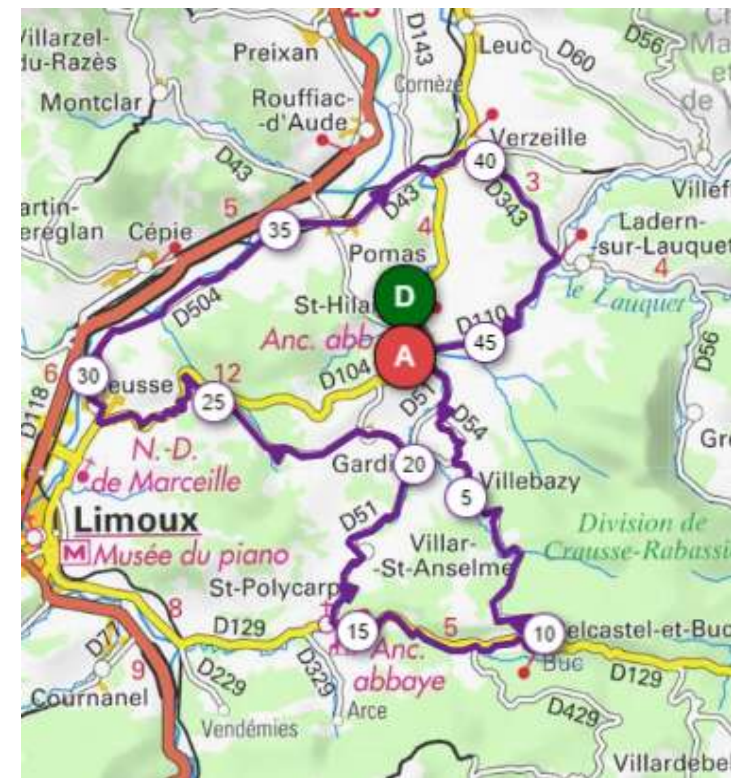 Villarzel-
du-Razès
Preixan
D143
Leuc
D60
D56
Cornèze
Montclar
Rouffiac-
-d'Aude
Verzeille
D43
40
3
5
D43
D343
35
4
Cépie
Ladern-
-sur-Lauquet
4
Pomas
D
D504
St-Hila
le Lauquet
Anc. abb
A
D110
45
D56
6
30
eusse
12
25
D104
D51
D54
D118
N.-D.
de Marceille
Gardi
20
5
Villebazy
Limoux
M
Musée du piano
D51
Villar-
-St-Anselme
Division de
Crausse-Rabassi
St-Polycarp
8
D129
15
5
10
elcastel-et-Buc
Buc
Anc.
abbaye
D129
D77
9
D229
D329
Cournanel
Arce
D429
Vendémies
Villardebel